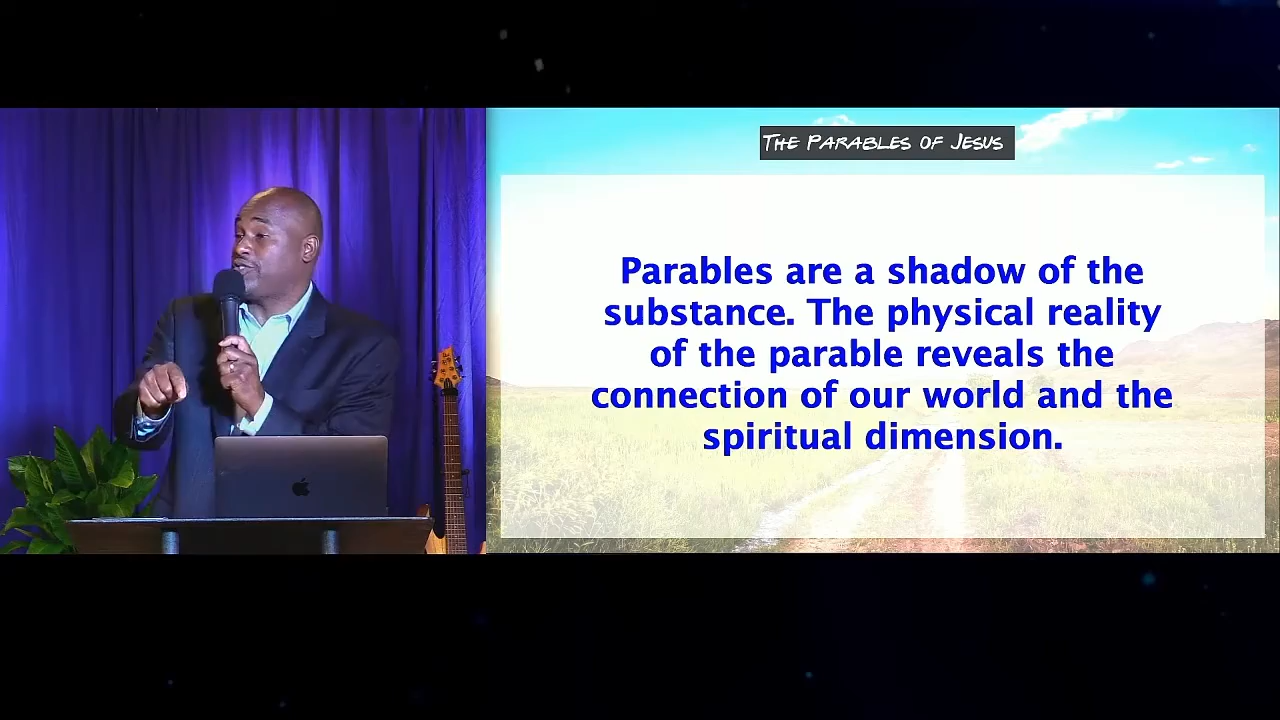 The Parables of Jesus
Parables are a shadow of the
substance. The physical reality
of the parable reveals the
connection of our world and the
spiritual dimension.